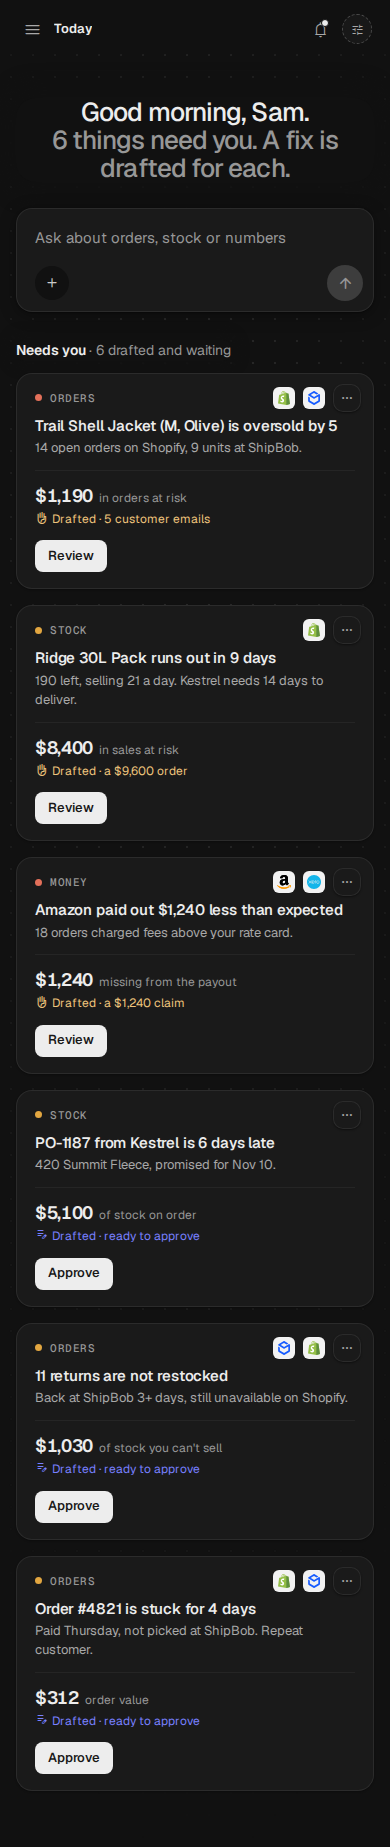 Today
Good morning, Sam.
6 things need you. A fix is
drafted for each.
Ask about orders, stock or numbers
Needs you · 6 drafted and waiting
ORDERS
Trail Shell Jacket (M, Olive) is oversold by 5
14 open orders on Shopify, 9 units at ShipBob.
$1,190 in orders at risk
Drafted · 5 customer emails
Review
STOCK
Ridge 30L Pack runs out in 9 days
190 left, selling 21 a day. Kestrel needs 14 days to
deliver.
$8,400 in sales at risk
Drafted · a $9,600 order
Review
MONEY
Amazon paid out $1,240 less than expected
18 orders charged fees above your rate card.
$1,240 missing from the payout
Drafted · a $1,240 claim
Review
STOCK
PO-1187 from Kestrel is 6 days late
420 Summit Fleece, promised for Nov 10.
$5,100 of stock on order
Drafted · ready to approve
Approve
ORDERS
11 returns are not restocked
Back at ShipBob 3+ days, still unavailable on Shopify.
$1,030 of stock you can't sell
Drafted · ready to approve
Approve
ORDERS
Order #4821 is stuck for 4 days
Paid Thursday, not picked at ShipBob. Repeat
customer.
$312 order value
Drafted · ready to approve
Approve